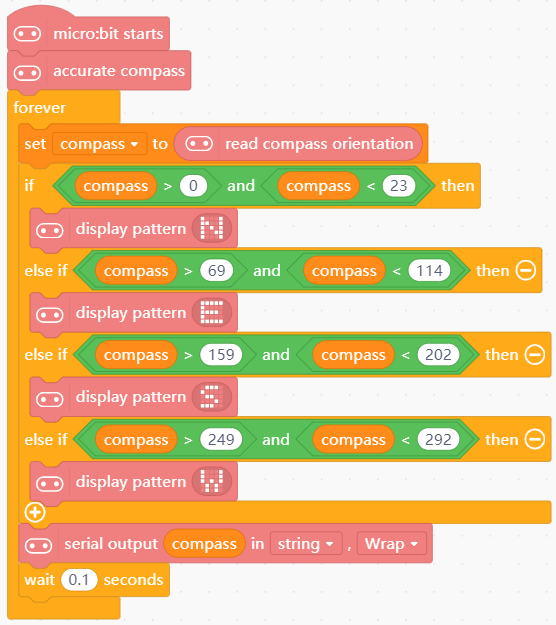 micro:bit starts
accurate compass
forever
set compass to read compass orientation
if compass > 0 and compass < 23 then
display pattern N
else if compass > 69 and compass < 114 then
display pattern E
else if compass > 159 and compass < 202 then
display pattern S
else if compass > 249 and compass < 292 then
display pattern W
serial output compass in string , Wrap
wait 0.1 seconds